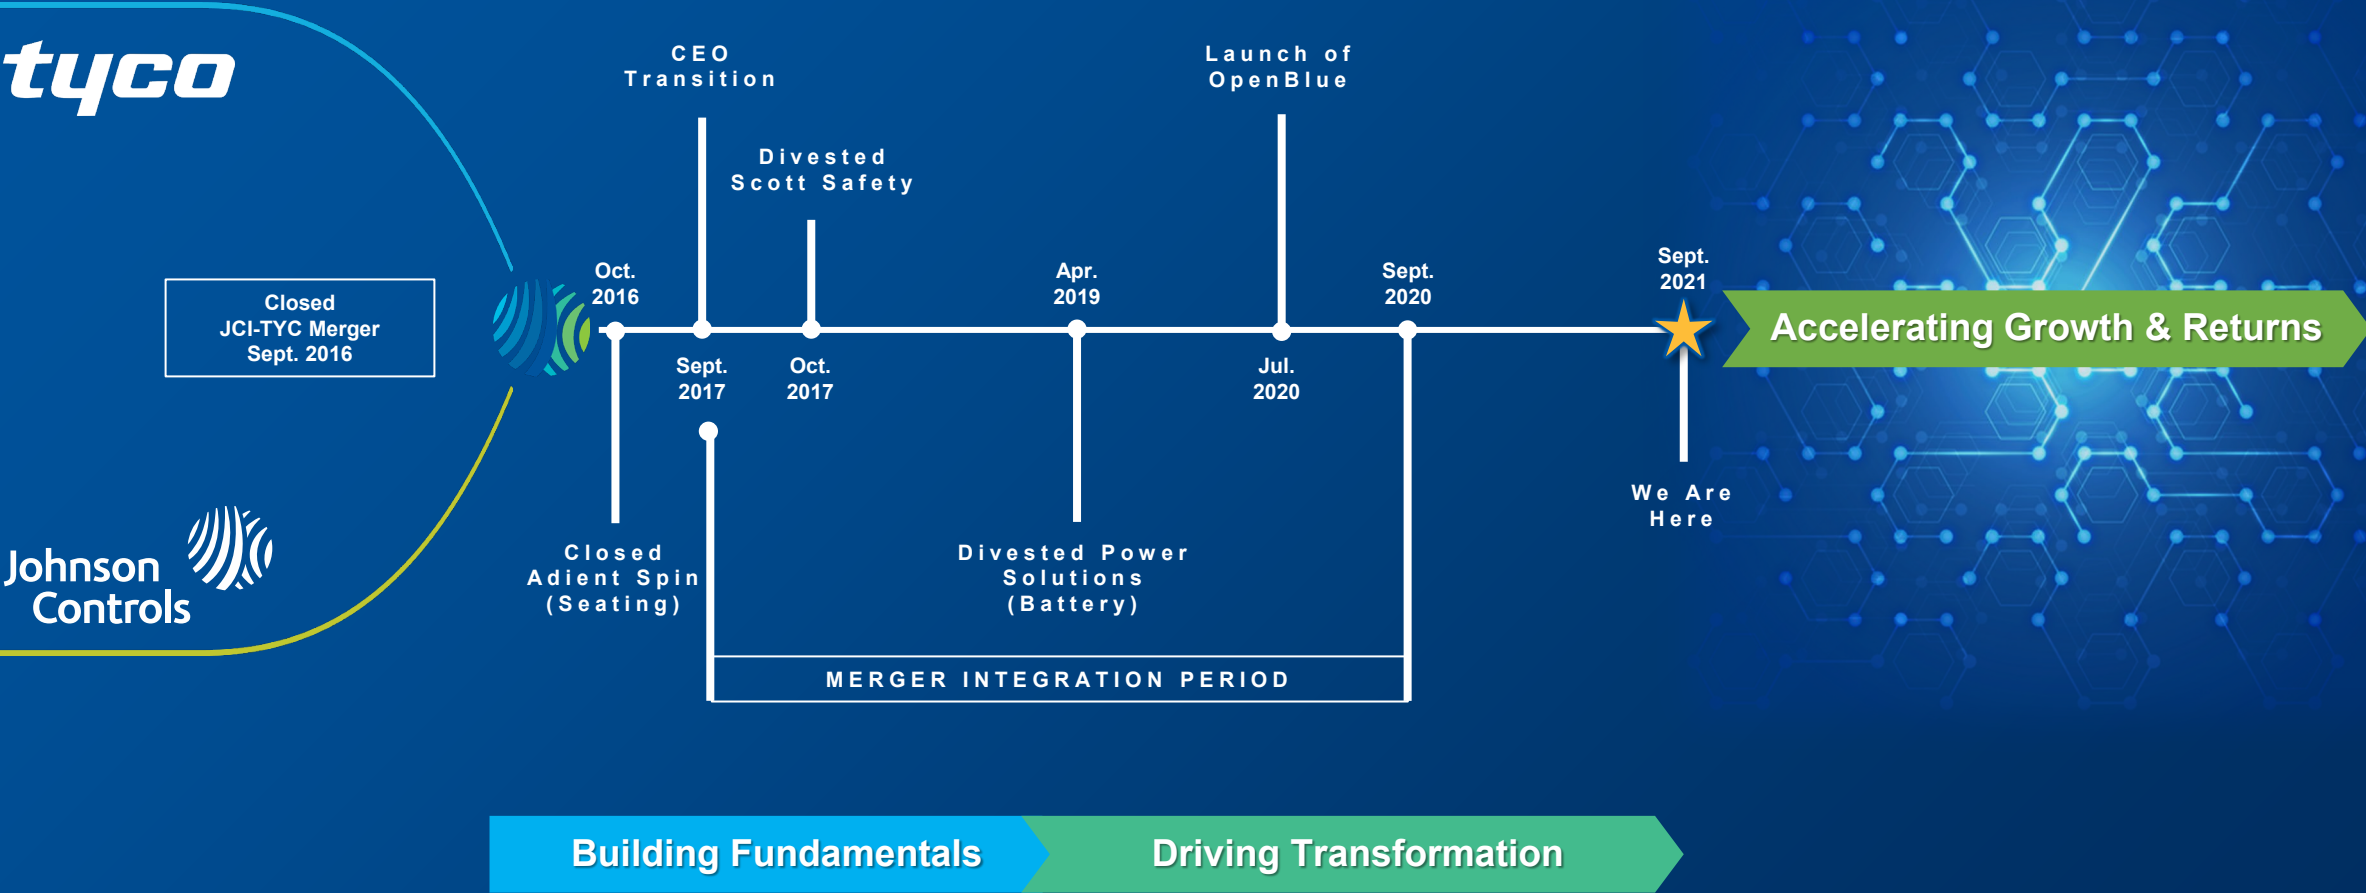 tyco
CEO
Transition
Launch of
OpenBlue
Divested
Scott Safety
Closed
JCI-TYC Merger
Sept. 2016
Oct.
2016
Apr.
2019
Sept.
2020
Sept.
2021
Accelerating Growth & Returns
Sept.
2017
Oct.
2017
Jul.
2020
We Are
Here
Johnson
Controls
Closed
Adient Spin
(Seating)
Divested Power
Solutions
(Battery)
MERGER INTEGRATION PERIOD
Building Fundamentals
Driving Transformation